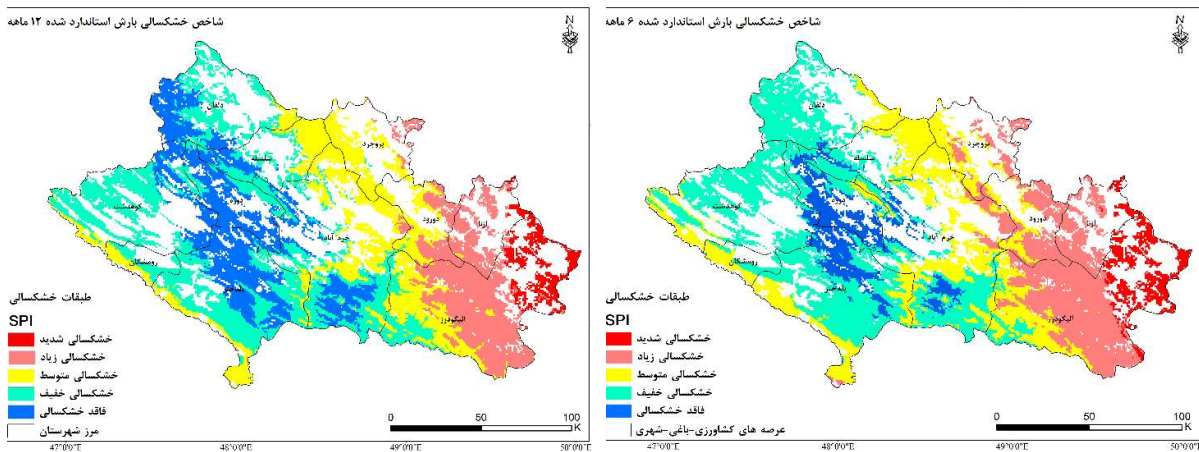 شاخص خشکسالی بارش استاندارد شده ۱۲ ماهه
N
دلفان
بروجرد
سلسله
کوهدشت
دوره
دورود
ازنا
خرم آباد
رومشکان
پلدختر
الیگودرز
طبقات خشکسالی
SPI
خشکسالی شدید
خشکسالی زیاد
خشکسالی متوسط
خشکسالی خفیف
فاقد خشکسالی
مرز شهرستان
0 50 100
K
47°0'0"E 48°0'0"E 49°0'0"E 50°0'0"E
شاخص خشکسالی بارش استاندارد شده ۶ ماهه
N
دلفان
بروجرد
سلسله
کوهدشت
دوره
دورود
ازنا
خرم آباد
رومشکان
پلدختر
الیگودرز
طبقات خشکسالی
SPI
خشکسالی شدید
خشکسالی زیاد
خشکسالی متوسط
خشکسالی خفیف
فاقد خشکسالی
عرصه های کشاورزی-باغی-شهری
0 50 100
K
47°0'0"E 48°0'0"E 49°0'0"E 50°0'0"E